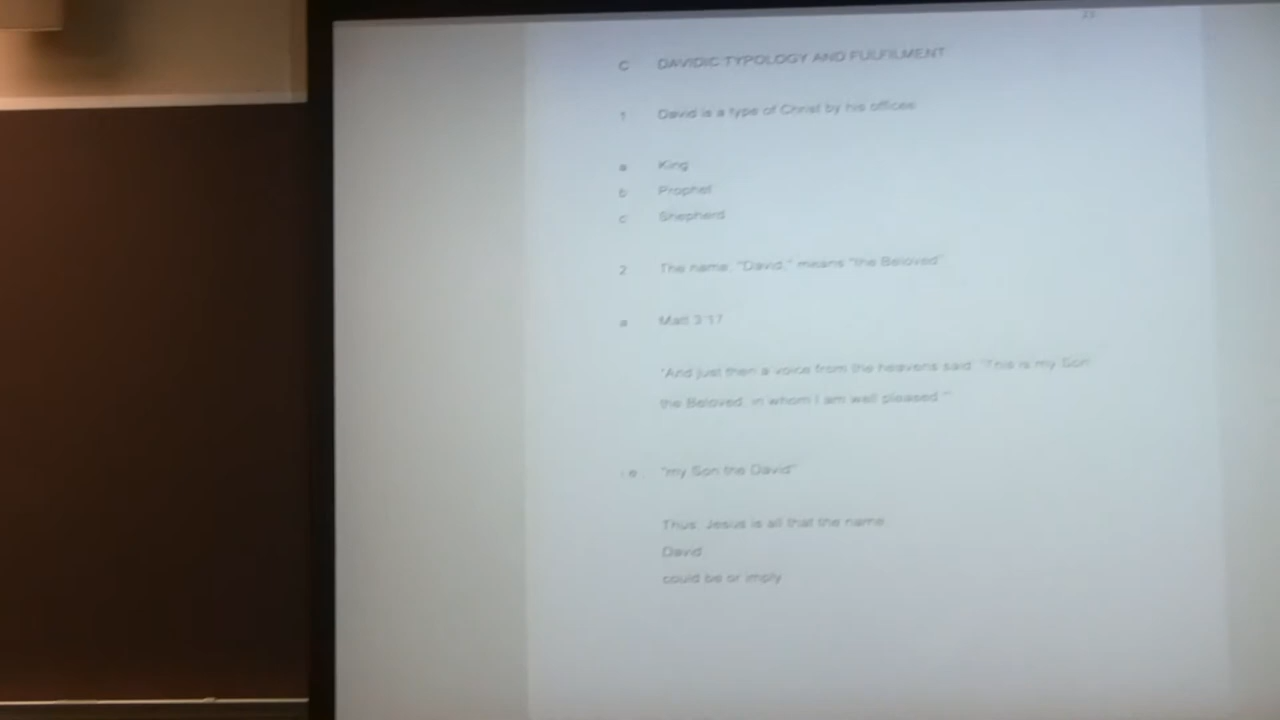 C DAVIDIC TYPOLOGY AND FULFILMENT
1 David is a type of Christ by his offices
a King
b Prophet
c Shepherd
2 The name, "David," means "the Beloved"
a Matt 3:17
"And just then a voice from the heavens said, 'This is my Son
the Beloved, in whom I am well pleased.'"
i.e. "my Son the David"
Thus, Jesus is all that the name
David
could be or imply